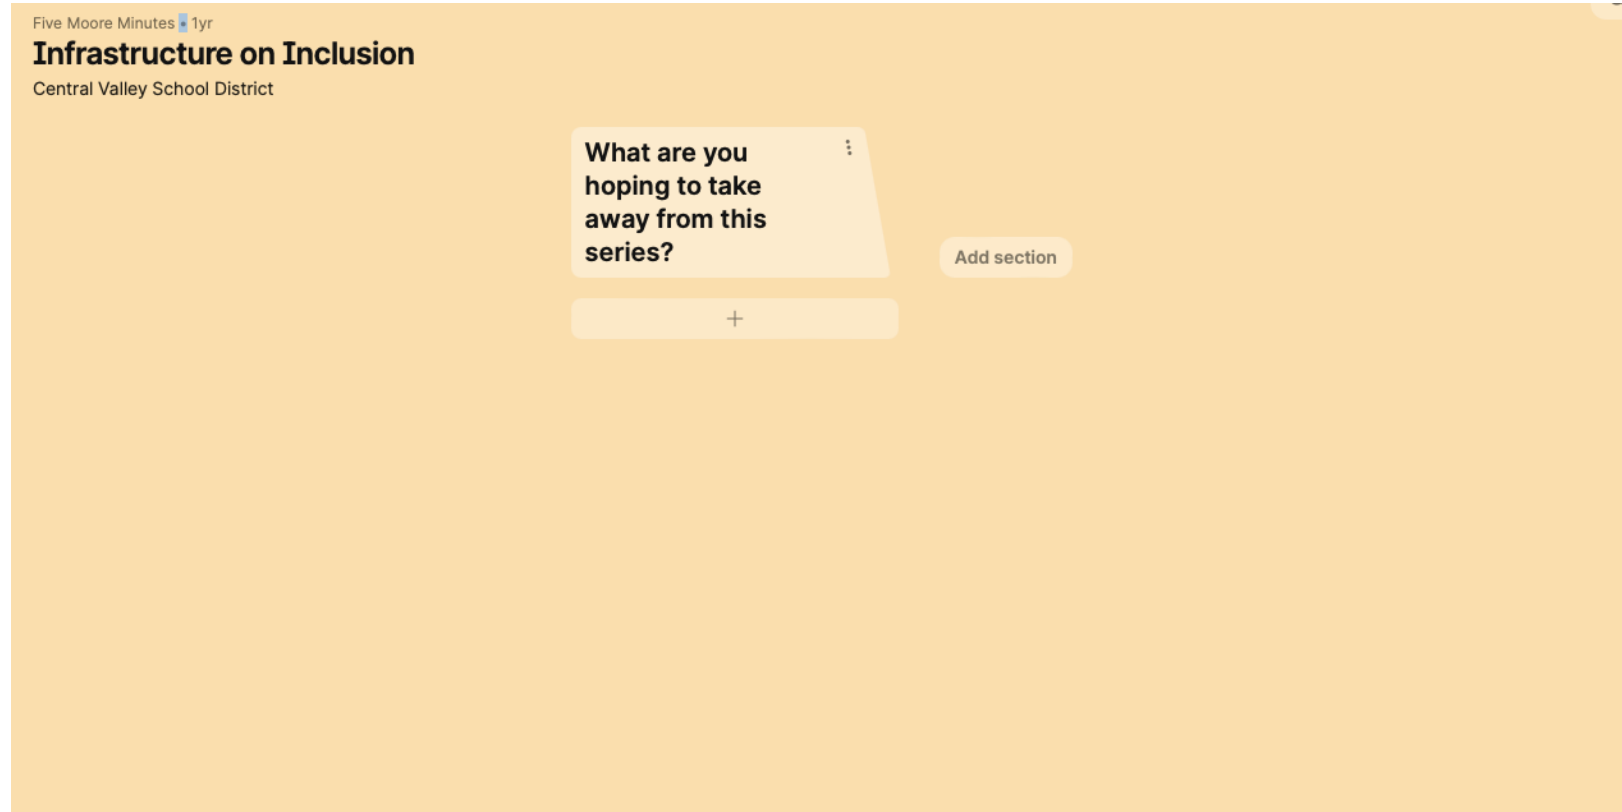 Five Moore Minutes • 1yr
Infrastructure on Inclusion
Central Valley School District
What are you
hoping to take
away from this
series?
Add section